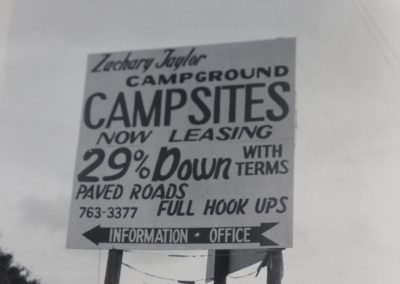 Zachary Taylor
CAMPGROUND
CAMPSITES
NOW LEASING
29% Down WITH TERMS
PAVED ROADS
763-3377 FULL HOOK UPS
INFORMATION * OFFICE